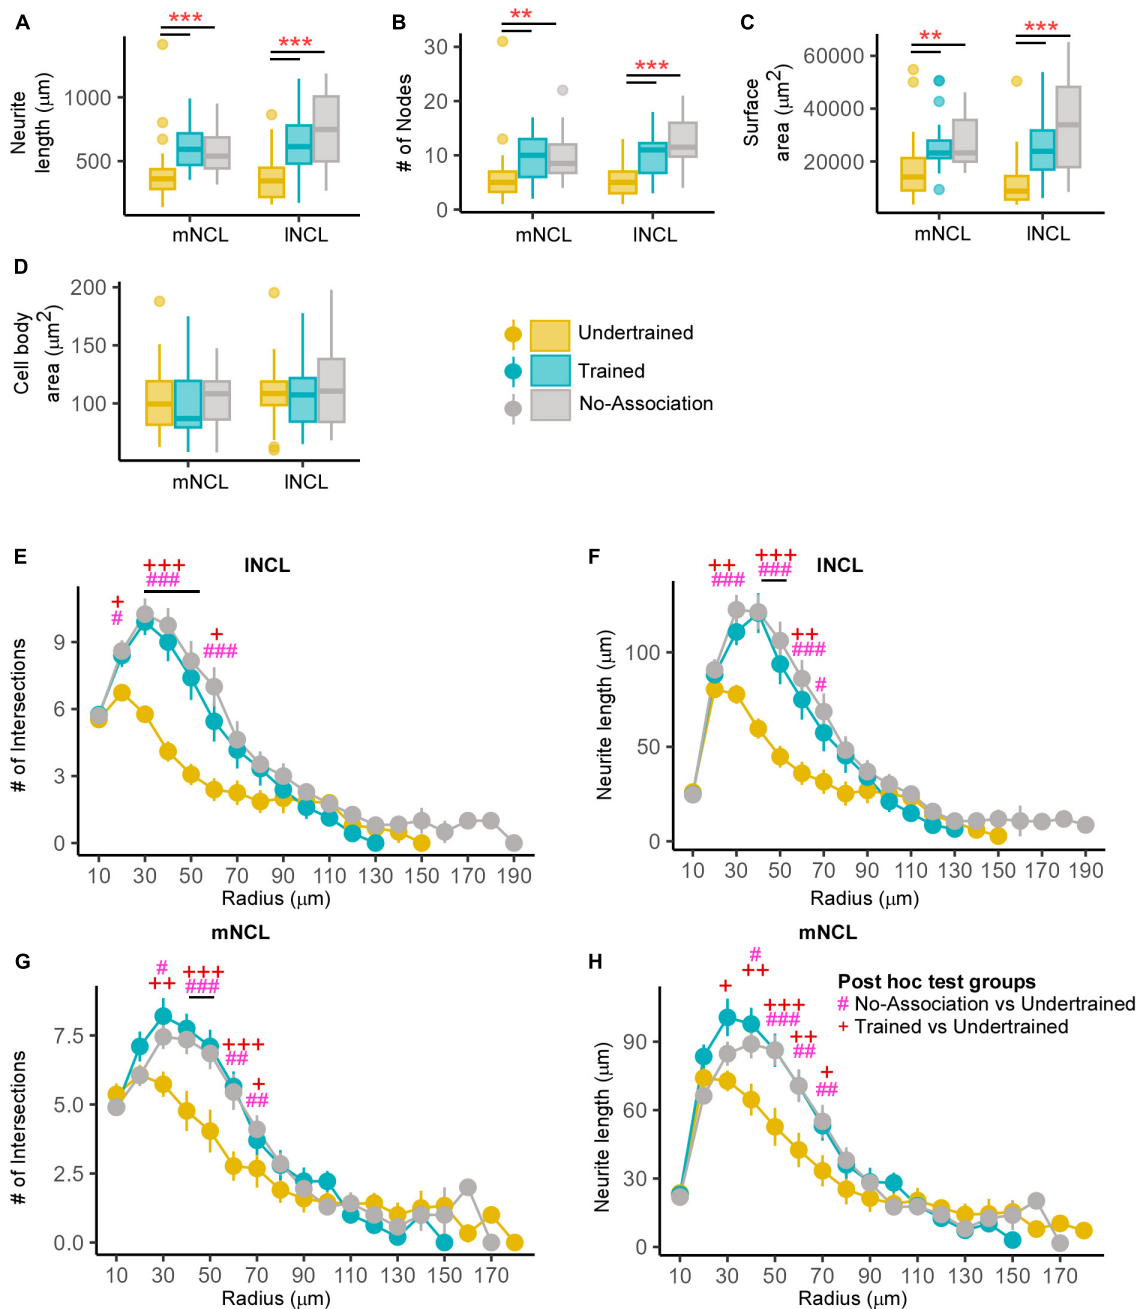 A
Neurite
length (μm)
1000
500
***
***
mNCL
lNCL
B
# of Nodes
30
20
10
0
**
***
mNCL
lNCL
C
Surface
area (μm²)
60000
40000
20000
**
***
mNCL
lNCL
D
Cell body
area (μm²)
200
150
100
mNCL
lNCL
Undertrained
Trained
No-Association
E
lNCL
# of Intersections
9
6
3
0
+
#
+++
###
+
###
10 30 50 70 90 110 130 150 170 190
Radius (μm)
F
lNCL
Neurite length (μm)
100
50
0
++
###
+++
###
++
###
#
10 30 50 70 90 110 130 150 170 190
Radius (μm)
G
mNCL
# of Intersections
7.5
5.0
2.5
0.0
#
++
+++
###
+++
##
+
##
10 30 50 70 90 110 130 150 170
Radius (μm)
H
mNCL
Neurite length (μm)
90
60
30
0
+
#
++
+++
###
++
##
+
##
10 30 50 70 90 110 130 150 170
Radius (μm)
Post hoc test groups
# No-Association vs Undertrained
+ Trained vs Undertrained